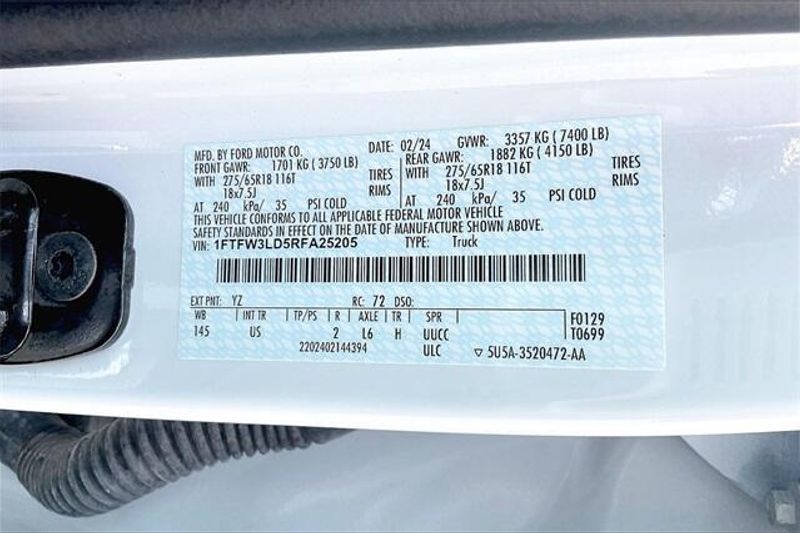 MFD. BY FORD MOTOR CO. DATE: 02/24 GVWR: 3357 KG ( 7400 LB)
FRONT GAWR: 1701 KG ( 3750 LB) REAR GAWR: 1882 KG ( 4150 LB)
WITH 275/65R18 116T TIRES WITH 275/65R18 116T TIRES
18x7.5J RIMS 18x7.5J RIMS
AT 240 kPa/ 35 PSI COLD AT 240 kPa/ 35 PSI COLD
THIS VEHICLE CONFORMS TO ALL APPLICABLE FEDERAL MOTOR VEHICLE
SAFETY STANDARDS IN EFFECT ON THE DATE OF MANUFACTURE SHOWN ABOVE.
VIN: 1FTFW3LD5RFA25205 TYPE: Truck
EXT PNT: YZ RC: 72 DSO:
WB INT TR TP/PS R AXLE TR SPR F0129
145 US 2 L6 H UUCC T0699
2202402144394 ULC ▽ 5U5A-3520472-AA